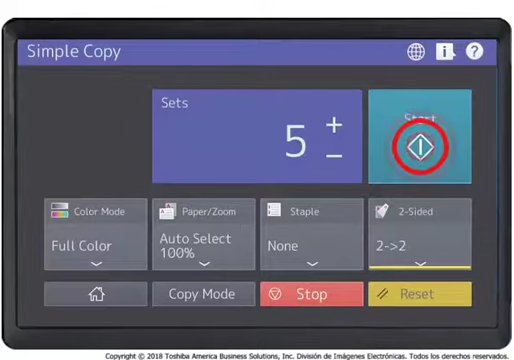 Simple Copy
Sets
5
Start
Color Mode
Full Color
Paper/Zoom
Auto Select
100%
Staple
None
2-Sided
2->2
Copy Mode
Stop
Reset
Copyright © 2018 Toshiba America Business Solutions, Inc. División de Imágenes Electrónicas. Todos los derechos reservados.